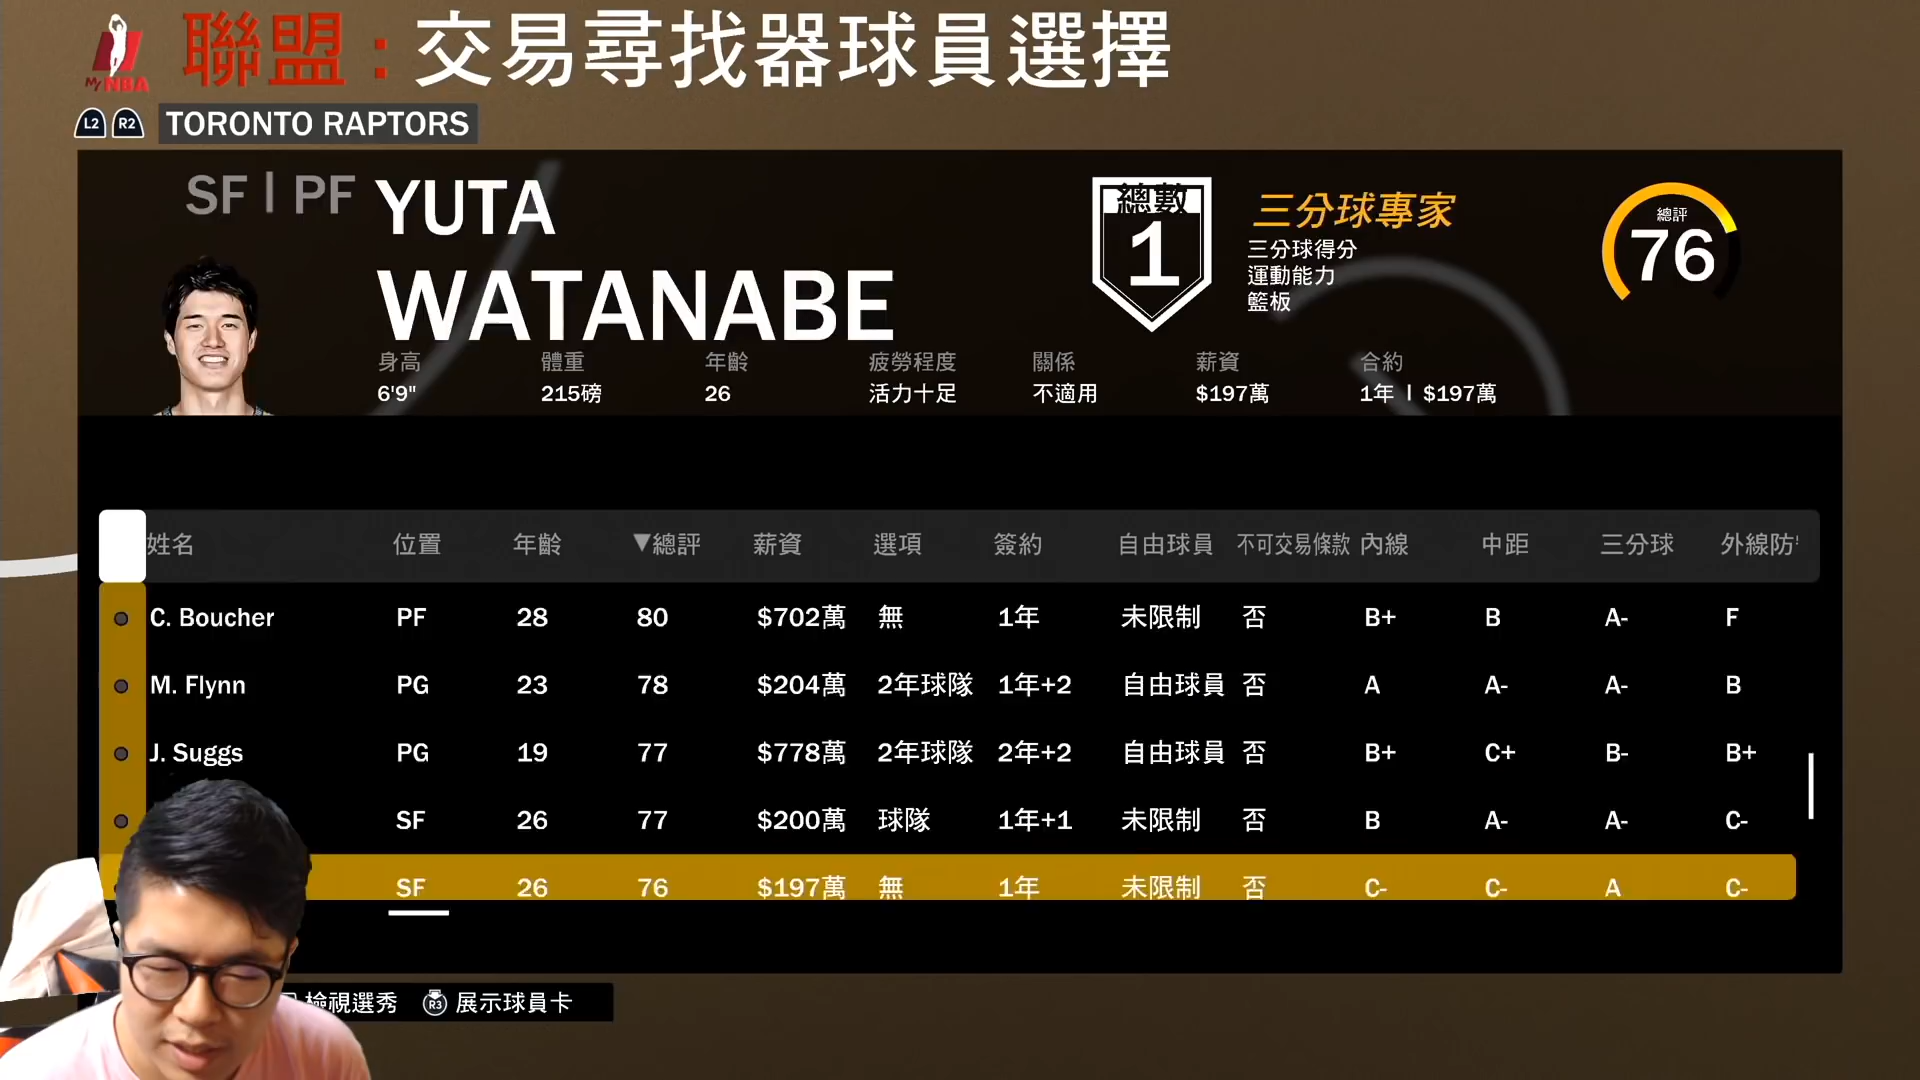 My NBA
聯盟：交易尋找器球員選擇
L2 R2 TORONTO RAPTORS
SF | PF YUTA
WATANABE
總數
1
三分球專家
三分球得分
運動能力
籃板
總評
76
身高 體重 年齡 疲勞程度 關係 薪資 合約
6'9" 215磅 26 活力十足 不適用 $197萬 1年 | $197萬
姓名 位置 年齡 ▼總評 薪資 選項 簽約 自由球員 不可交易條款 內線 中距 三分球 外線防
C. Boucher PF 28 80 $702萬 無 1年 未限制 否 B+ B A- F
M. Flynn PG 23 78 $204萬 2年球隊 1年+2 自由球員 否 A A- A- B
J. Suggs PG 19 77 $778萬 2年球隊 2年+2 自由球員 否 B+ C+ B- B+
SF 26 77 $200萬 球隊 1年+1 未限制 否 B A- A- C-
SF 26 76 $197萬 無 1年 未限制 否 C- C- A C-
檢視選秀 R3 展示球員卡